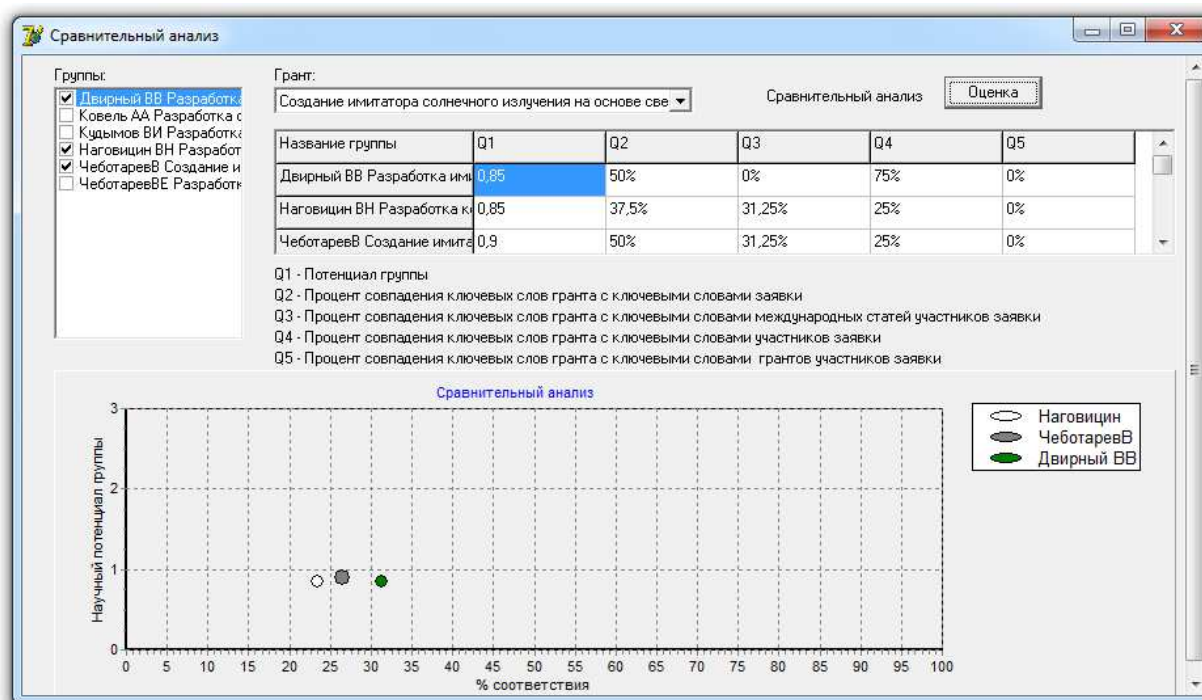 Сравнительный анализ
Группы:
Двирный ВВ Разработка
Ковель АА Разработка с
Кудымов ВИ Разработка
Наговицин ВН Разработ
ЧеботаревВ Создание и
ЧеботаревВЕ Разработк
Грант:
Создание имитатора солнечного излучения на основе све
Сравнительный анализ Оценка
Название группы Q1 Q2 Q3 Q4 Q5
Двирный ВВ Разработка ими 0,85 50% 0% 75% 0%
Наговицин ВН Разработка к 0,85 37,5% 31,25% 25% 0%
ЧеботаревВ Создание имита 0,9 50% 31,25% 25% 0%
Q1 - Потенциал группы
Q2 - Процент совпадения ключевых слов гранта с ключевыми словами заявки
Q3 - Процент совпадения ключевых слов гранта с ключевыми словами международных статей участников заявки
Q4 - Процент совпадения ключевых слов гранта с ключевыми словами участников заявки
Q5 - Процент совпадения ключевых слов гранта с ключевыми словами грантов участников заявки
Сравнительный анализ
Научный потенциал группы
3
2
1
0
0 5 10 15 20 25 30 35 40 45 50 55 60 65 70 75 80 85 90 95 100
% соответствия
Наговицин
ЧеботаревВ
Двирный ВВ